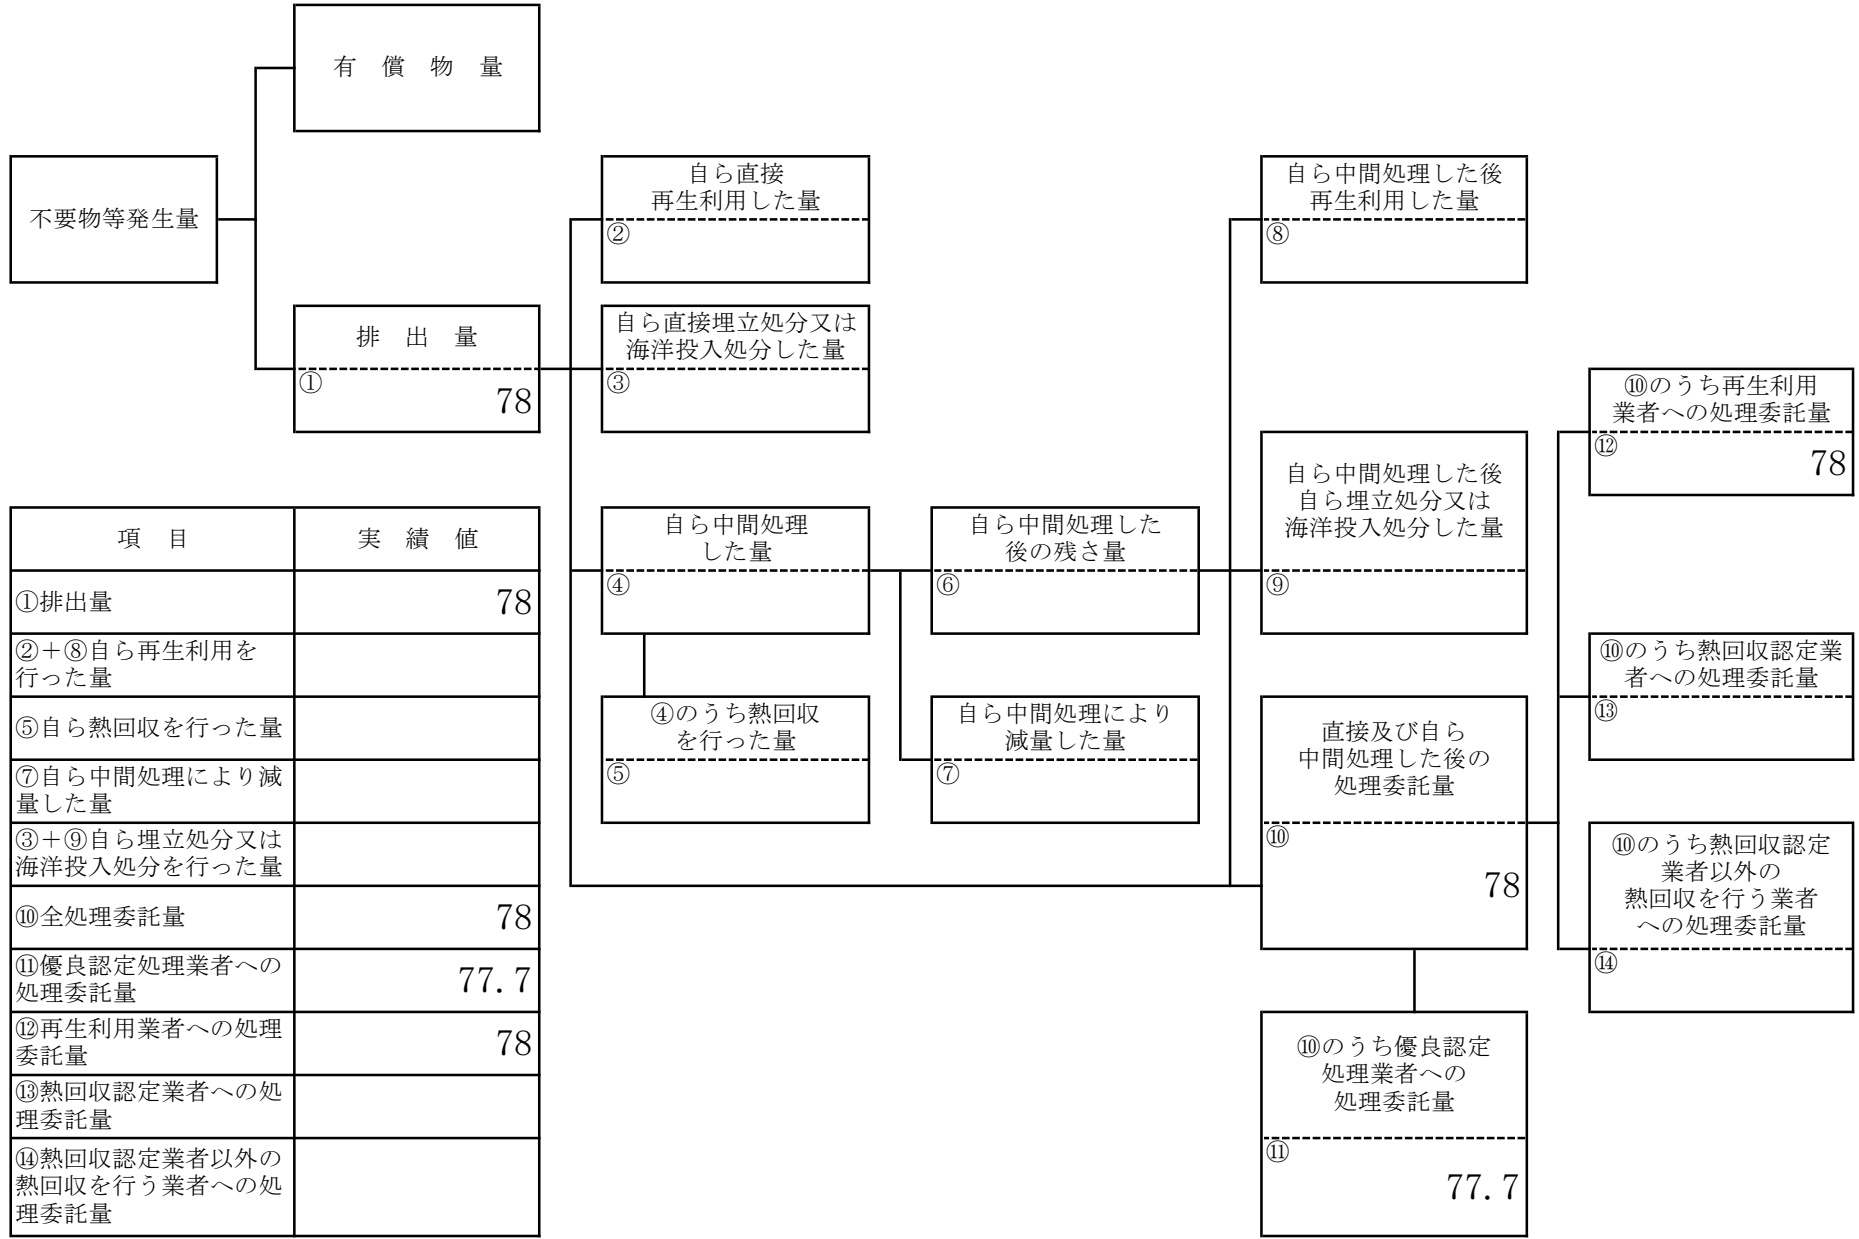 有 償 物 量
不要物等発生量
排 出 量
①
78
自ら直接
再生利用した量
②
自ら直接埋立処分又は
海洋投入処分した量
③
自ら中間処理
した量
④
④のうち熱回収
を行った量
⑤
自ら中間処理した
後の残さ量
⑥
自ら中間処理により
減量した量
⑦
自ら中間処理した後
再生利用した量
⑧
自ら中間処理した後
自ら埋立処分又は
海洋投入処分した量
⑨
直接及び自ら
中間処理した後の
処理委託量
⑩
78
⑩のうち優良認定
処理業者への
処理委託量
⑪
77.7
⑩のうち再生利用
業者への処理委託量
⑫
78
⑩のうち熱回収認定業
者への処理委託量
⑬
⑩のうち熱回収認定
業者以外の
熱回収を行う業者
への処理委託量
⑭
項 目 実 績 値
①排出量 78
②＋⑧自ら再生利用を
行った量
⑤自ら熱回収を行った量
⑦自ら中間処理により減
量した量
③＋⑨自ら埋立処分又は
海洋投入処分を行った量
⑩全処理委託量 78
⑪優良認定処理業者への
処理委託量 77.7
⑫再生利用業者への処理
委託量 78
⑬熱回収認定業者への処
理委託量
⑭熱回収認定業者以外の
熱回収を行う業者への処
理委託量